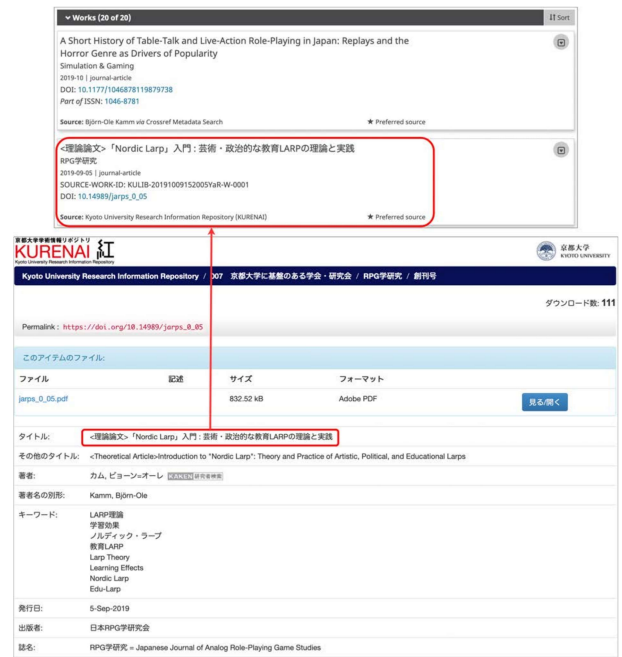 Works (20 of 20)
Sort
A Short History of Table-Talk and Live-Action Role-Playing in Japan: Replays and the
Horror Genre as Drivers of Popularity
Simulation & Gaming
2019-10 | journal-article
DOI: 10.1177/1046878119879738
Part of ISSN: 1046-8781
Source: Björn-Ole Kamm via Crossref Metadata Search
★ Preferred source
<理論論文>「Nordic Larp」入門 : 芸術・政治的な教育LARPの理論と実践
RPG学研究
2019-09-05 | journal-article
SOURCE-WORK-ID: KULIB-20191009152005YaR-W-0001
DOI: 10.14989/jarps_0_05
Source: Kyoto University Research Information Repository (KURENAI)
★ Preferred source
京都大学学術情報リポジトリ
KURENAI 紅
Kyoto University Research Information Repository
京都大学
KYOTO UNIVERSITY
Kyoto University Research Information Repository / 007 京都大学に基盤のある学会・研究会 / RPG学研究 / 創刊号
ダウンロード数: 111
Permalink : https://doi.org/10.14989/jarps_0_05
このアイテムのファイル:
ファイル 記述 サイズ フォーマット
jarps_0_05.pdf 832.52 kB Adobe PDF 見る/開く
タイトル: <理論論文>「Nordic Larp」入門 : 芸術・政治的な教育LARPの理論と実践
その他のタイトル: <Theoretical Article>Introduction to "Nordic Larp": Theory and Practice of Artistic, Political, and Educational Larps
著者: カム, ビョーン=オーレ KAKEN 研究者検索
著者名の別形: Kamm, Björn-Ole
キーワード: LARP理論
学習効果
ノルディック・ラープ
教育LARP
Larp Theory
Learning Effects
Nordic Larp
Edu-Larp
発行日: 5-Sep-2019
出版者: 日本RPG学研究会
誌名: RPG学研究 = Japanese Journal of Analog Role-Playing Game Studies